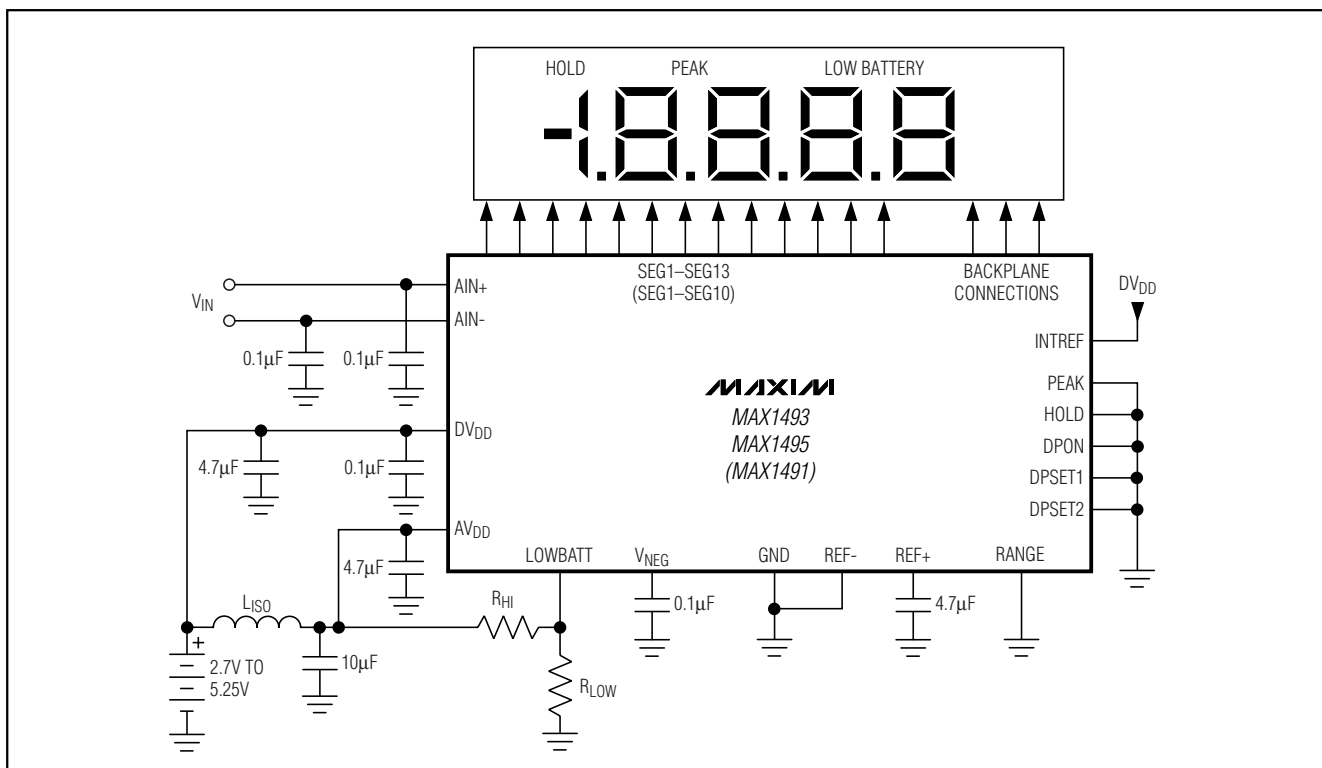 HOLD PEAK LOW BATTERY
-1.8.8.8.8
SEG1–SEG13
(SEG1–SEG10)
BACKPLANE
CONNECTIONS
AIN+
VIN
AIN-
0.1µF 0.1µF
DVDD
INTREF
PEAK
HOLD
DPON
DPSET1
DPSET2
MAXIM
MAX1493
MAX1495
(MAX1491)
DVDD
4.7µF
0.1µF
AVDD
4.7µF
LOWBATT VNEG GND REF- REF+ RANGE
LISO
RHI
0.1µF
4.7µF
+
2.7V TO
5.25V
10µF
RLOW